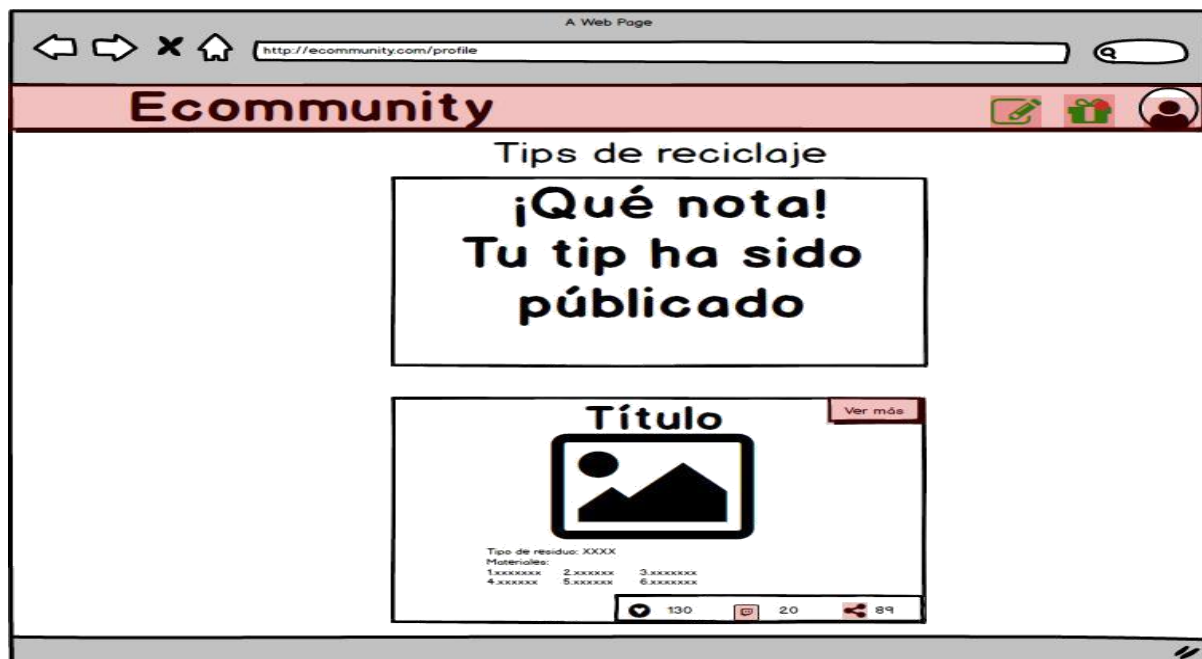 A Web Page
http://ecommunity.com/profile
Ecommunity
Tips de reciclaje
¡Qué nota!
Tu tip ha sido
públicado
Título
Ver más
Tipo de residuo: XXXX
Materiales:
1.xxxxxxx 2.xxxxxx 3.xxxxxxx
4.xxxxxx 5.xxxxxx 6.xxxxxxx
130 20 89